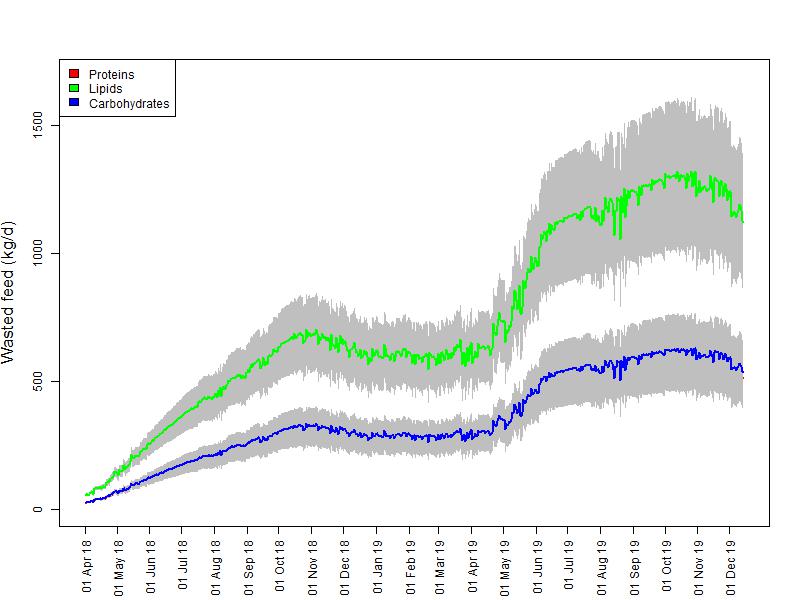 Proteins
Lipids
Carbohydrates
Wasted feed (kg/d)
1500
1000
500
0
01 Apr 18
01 May 18
01 Jun 18
01 Jul 18
01 Aug 18
01 Sep 18
01 Oct 18
01 Nov 18
01 Dec 18
01 Jan 19
01 Feb 19
01 Mar 19
01 Apr 19
01 May 19
01 Jun 19
01 Jul 19
01 Aug 19
01 Sep 19
01 Oct 19
01 Nov 19
01 Dec 19